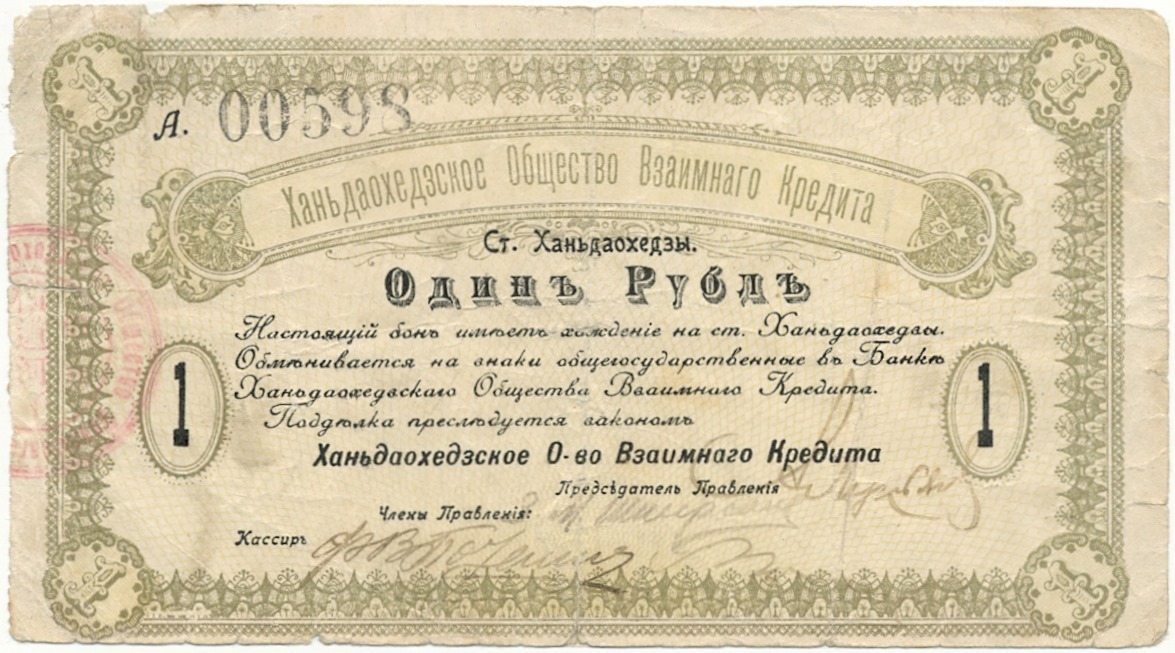 А. 00598
Ханьдаохедзское Общество Взаимнаго Кредита
Ст. Ханьдаохедзы.
Одинъ Рубль
Настоящій бонъ имѣетъ хожденіе на ст. Ханьдаохедзы.
Обмѣнивается на знаки общегосударственные въ Банкѣ
Ханьдаохедзскаго Общества Взаимного Кредита.
Поддѣлка преслѣдуется закономъ
1 1
Ханьдаохедзское О-во Взаимнаго Кредита
Предсѣдатель Правленія
Члены Правленія:
Кассиръ